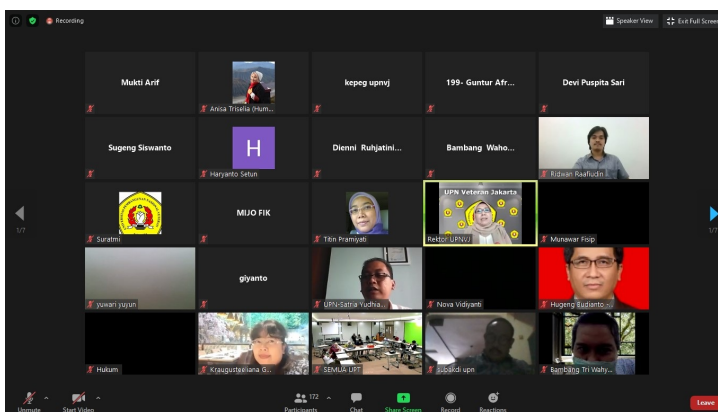 Recording
Speaker View
Exit Full Screen
Mukti Arif
Anisa Triselia (Hum...
kepeg upnvj
199- Guntur Afr...
Devi Puspita Sari
Sugeng Siswanto
H
Haryanto Setun
Dienni Ruhjatini...
Bambang Waho...
Ridwan Raafiudin
Suratmi
MIJO FIK
Titin Pramiyati
UPN Veteran Jakarta
Rektor UPNVJ
Munawar Fisip
1/7
1/7
yuwari yuyun
giyanto
UPN-Satria Yudhia...
Nova Vidiyanti
Hugeng Budianto -...
Hukum
Kraugusteeliana G...
SEMUA UPT
subakdi upn
Bambang Tri Wahy...
Unmute
Start Video
172
Participants
Chat
Share Screen
Record
Reactions
Leave